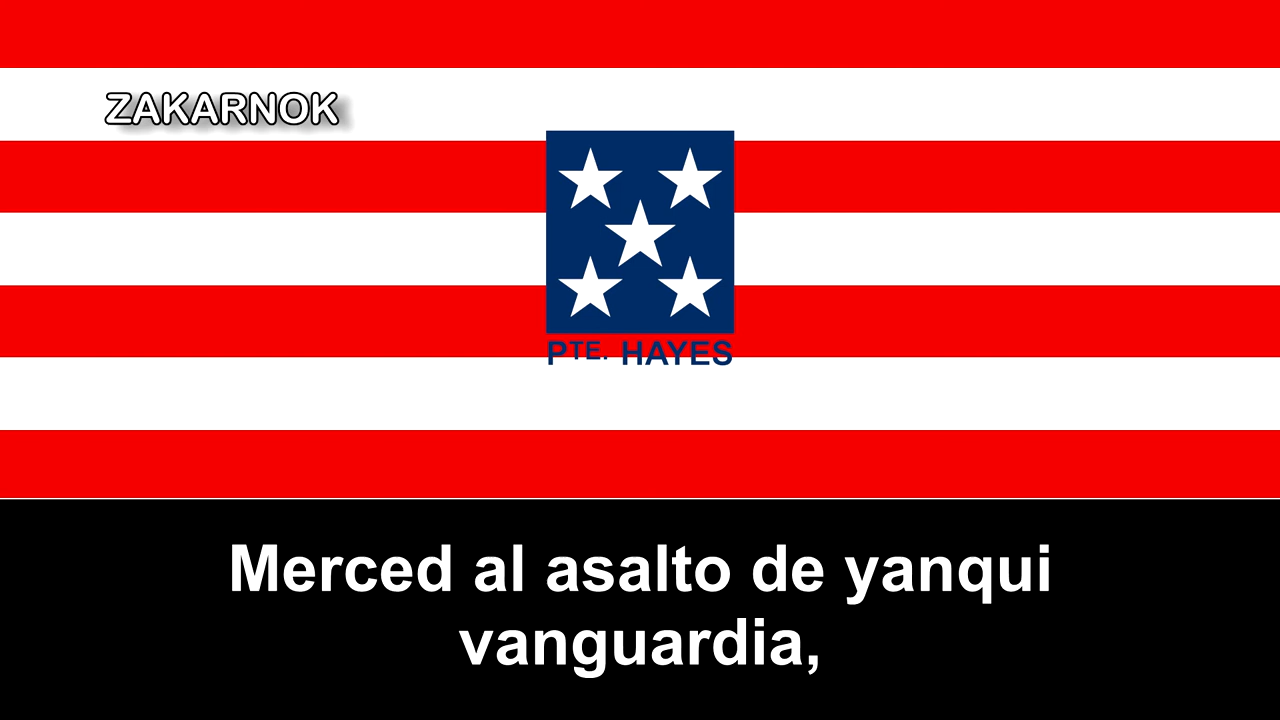 ZAKARNOK
PTE. HAYES
Merced al asalto de yanqui
vanguardia,